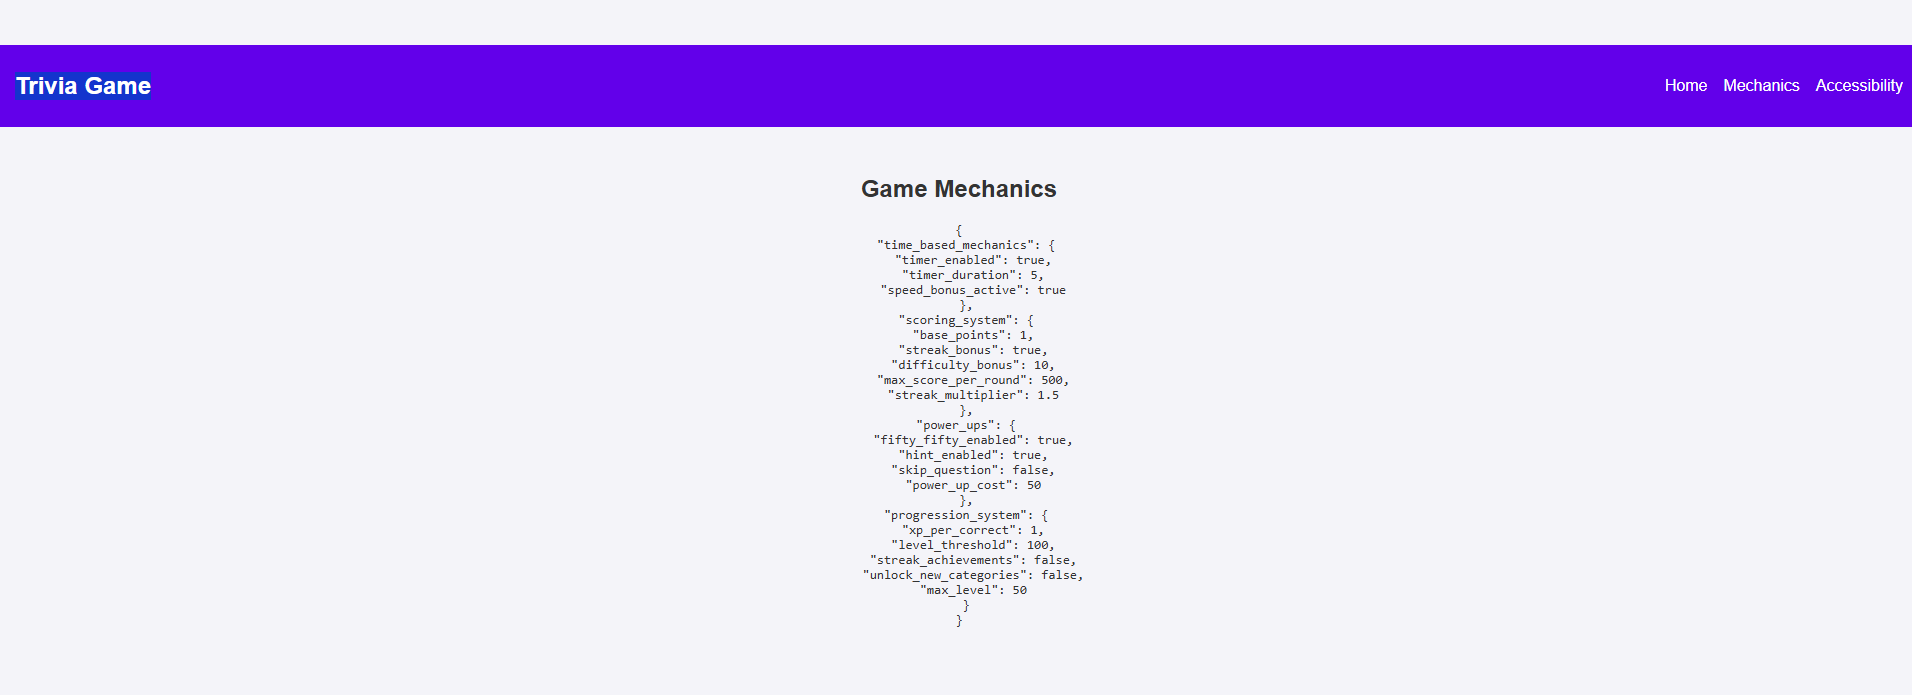 Trivia Game
Home Mechanics Accessibility
Game Mechanics
{
"time_based_mechanics": {
"timer_enabled": true,
"timer_duration": 5,
"speed_bonus_active": true
},
"scoring_system": {
"base_points": 1,
"streak_bonus": true,
"difficulty_bonus": 10,
"max_score_per_round": 500,
"streak_multiplier": 1.5
},
"power_ups": {
"fifty_fifty_enabled": true,
"hint_enabled": true,
"skip_question": false,
"power_up_cost": 50
},
"progression_system": {
"xp_per_correct": 1,
"level_threshold": 100,
"streak_achievements": false,
"unlock_new_categories": false,
"max_level": 50
}
}